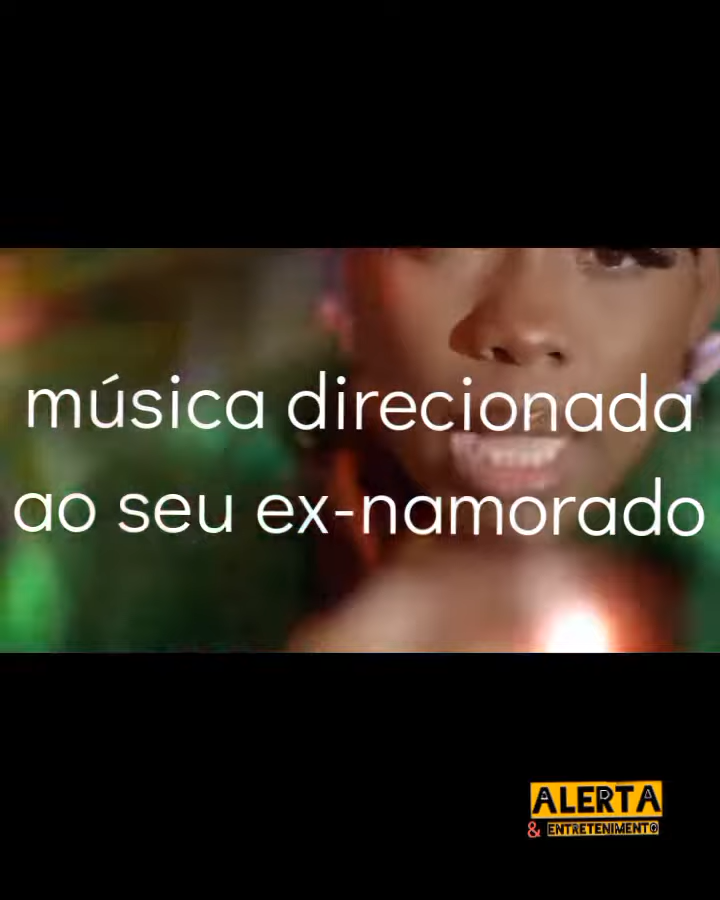 música direcionada
ao seu ex-namorado
ALERTA
& ENTRETENIMENTO